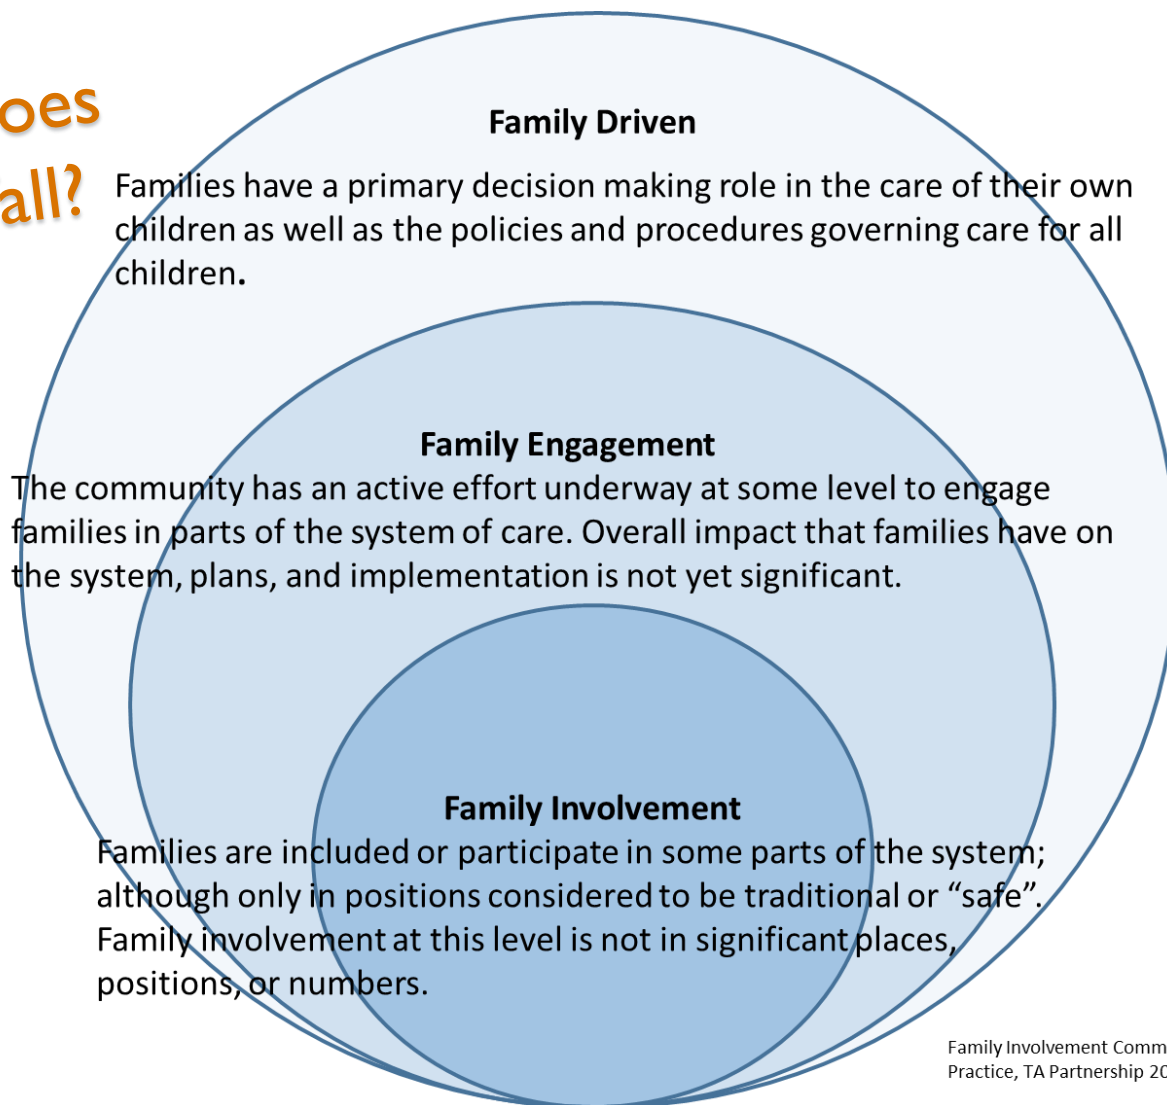 all?
Family Driven
Families have a primary decision making role in the care of their own
children as well as the policies and procedures governing care for all
children.
Family Engagement
The community has an active effort underway at some level to engage
families in parts of the system of care. Overall impact that families have on
the system, plans, and implementation is not yet significant.
Family Involvement
Families are included or participate in some parts of the system;
although only in positions considered to be traditional or “safe”.
Family involvement at this level is not in significant places,
positions, or numbers.
Family Involvement
Practice, TA Partnership